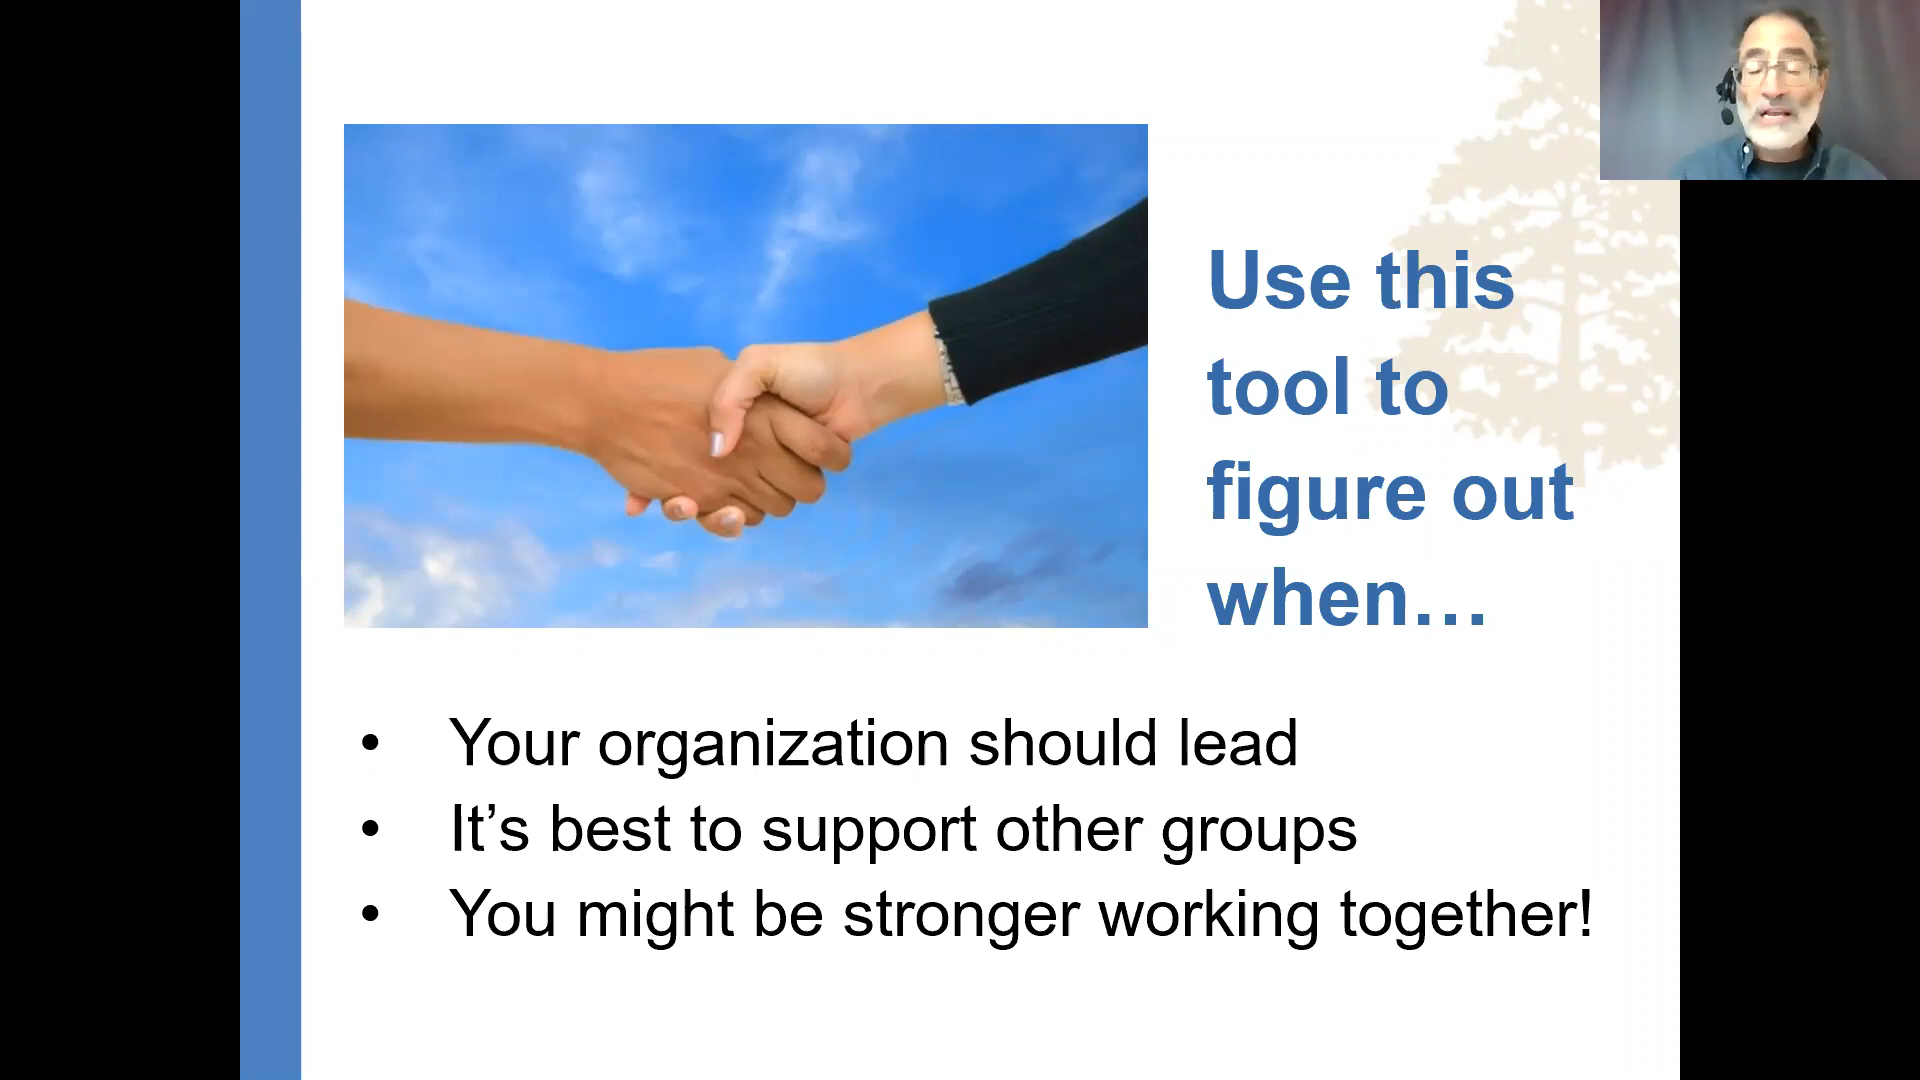 Use this
tool to
figure out
when…
• Your organization should lead
• It’s best to support other groups
• You might be stronger working together!